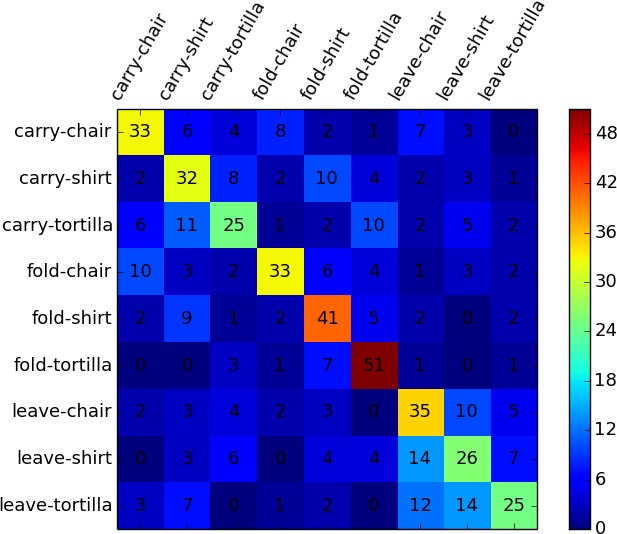 carry-chair carry-shirt carry-tortilla fold-chair fold-shirt fold-tortilla leave-chair leave-shirt leave-tortilla
carry-chair 33 6 4 8 2 1 7 3 0
carry-shirt 2 32 8 2 10 4 2 3 1
carry-tortilla 6 11 25 1 2 10 2 5 2
fold-chair 10 3 2 33 6 4 1 3 2
fold-shirt 2 9 1 2 41 5 2 0 2
fold-tortilla 0 0 3 1 7 51 1 0 1
leave-chair 2 3 4 2 3 0 35 10 5
leave-shirt 0 3 6 0 4 4 14 26 7
leave-tortilla 3 7 0 1 2 0 12 14 25
48
42
36
30
24
18
12
6
0